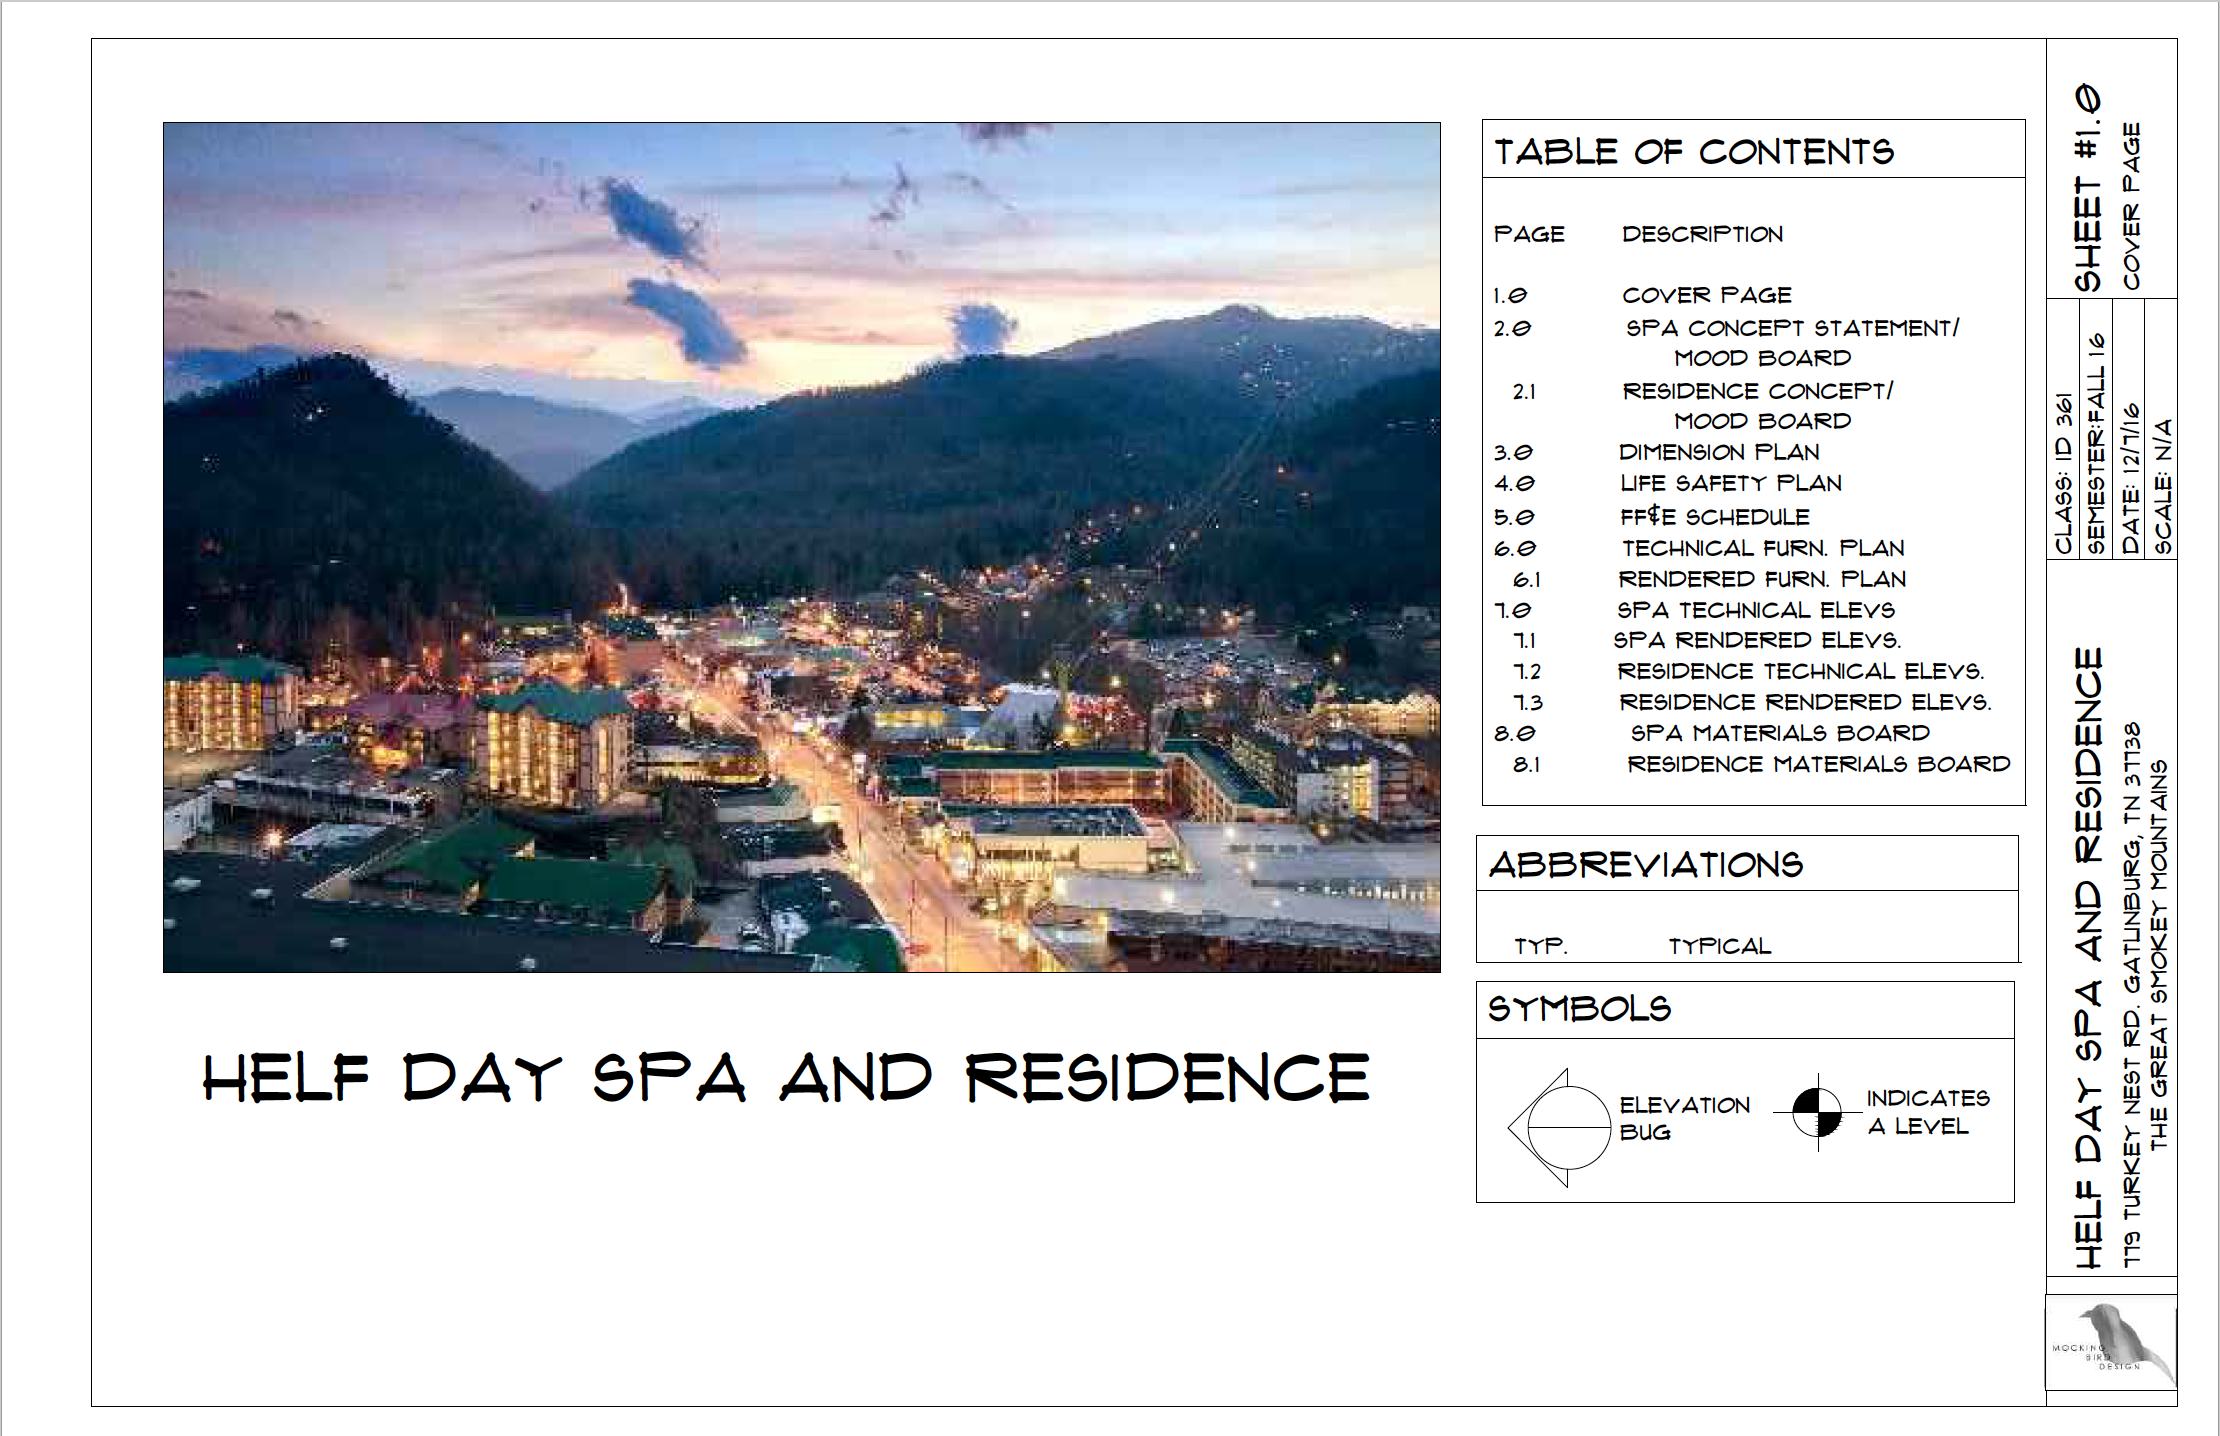 TABLE OF CONTENTS
PAGE DESCRIPTION
1.0 COVER PAGE
2.0 SPA CONCEPT STATEMENT/
MOOD BOARD
2.1 RESIDENCE CONCEPT/
MOOD BOARD
3.0 DIMENSION PLAN
4.0 LIFE SAFETY PLAN
5.0 FF&E SCHEDULE
6.0 TECHNICAL FURN. PLAN
6.1 RENDERED FURN. PLAN
7.0 SPA TECHNICAL ELEVS
7.1 SPA RENDERED ELEVS.
7.2 RESIDENCE TECHNICAL ELEVS.
7.3 RESIDENCE RENDERED ELEVS.
8.0 SPA MATERIALS BOARD
8.1 RESIDENCE MATERIALS BOARD
ABBREVIATIONS
TYP. TYPICAL
SYMBOLS
ELEVATION
BUG
INDICATES
A LEVEL
HELF DAY SPA AND RESIDENCE
SHEET #1.0
COVER PAGE
CLASS: ID 361
SEMESTER:FALL 16
DATE: 12/7/16
SCALE: N/A
HELF DAY SPA AND RESIDENCE
779 TURKEY NEST RD. GATLINBURG, TN 37738
THE GREAT SMOKEY MOUNTAINS
MOCKING
BIRD
DESIGN